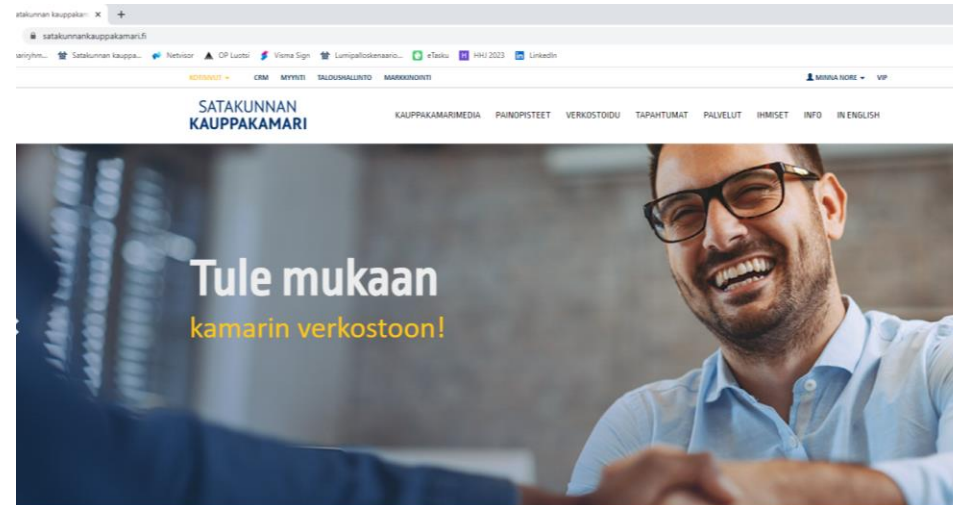 Satakunnan kauppakam ×  +
satakunnankauppakamari.fi
Satakunnan kauppa... Netvisor OP Luotsi Visma Sign Lumipalloskenaario... eTasku HHJ 2023 LinkedIn
KOTISIVUT CRM MYYNTI TALOUSHALLINTO MARKKINOINTI MINNA NORE VIP
SATAKUNNAN
KAUPPAKAMARI
KAUPPAKAMARIMEDIA PAINOPISTEET VERKOSTOIDU TAPAHTUMAT PALVELUT IHMISET INFO IN ENGLISH
Tule mukaan
kamarin verkostoon!